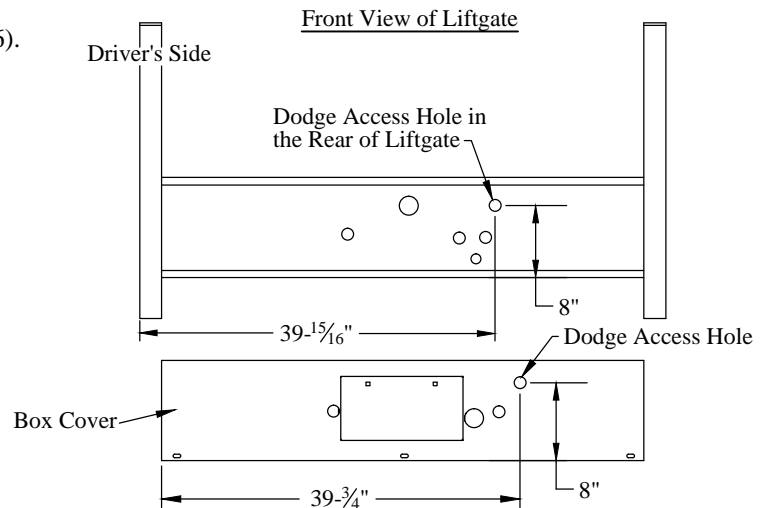 Front View of Liftgate
6).
Driver's Side
Dodge Access Hole in
the Rear of Liftgate
8"
39-15/16"
Dodge Access Hole
Box Cover
8"
39-3/4"